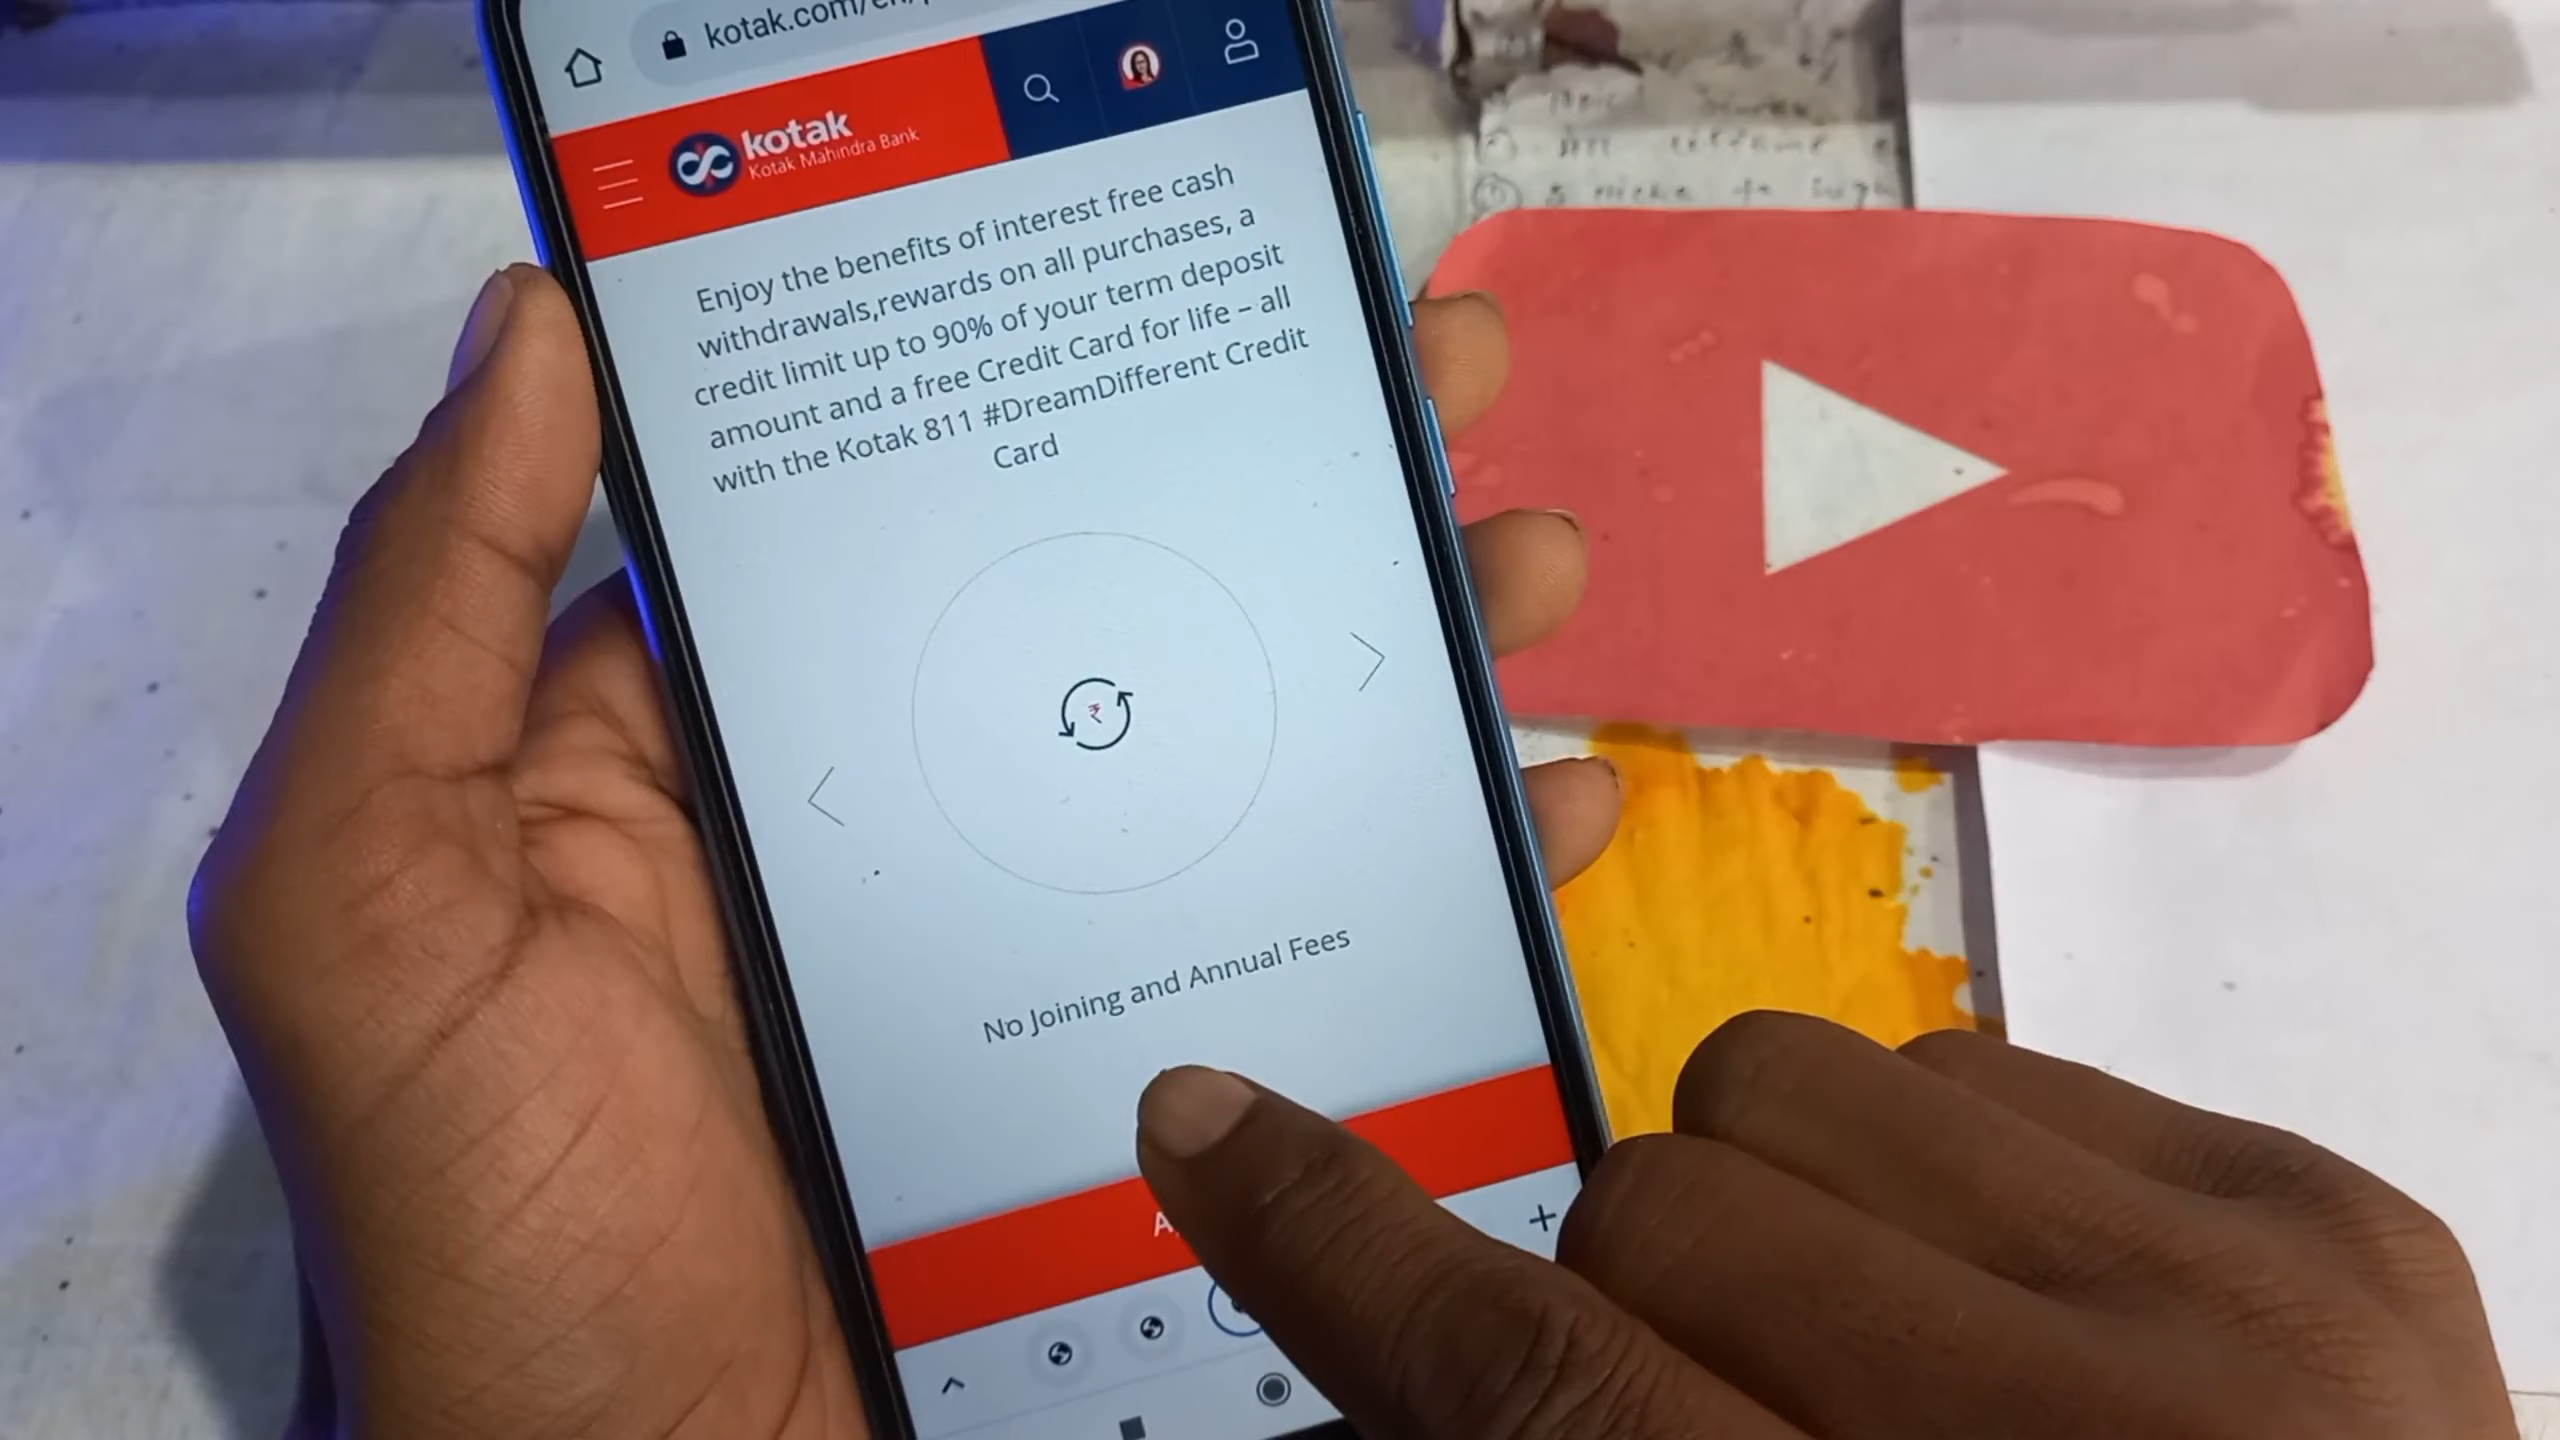 kotak.com/en/
kotak
Kotak Mahindra Bank
Enjoy the benefits of interest free cash
withdrawals,rewards on all purchases, a
credit limit up to 90% of your term deposit
amount and a free Credit Card for life – all
with the Kotak 811 #DreamDifferent Credit
Card
₹
No Joining and Annual Fees